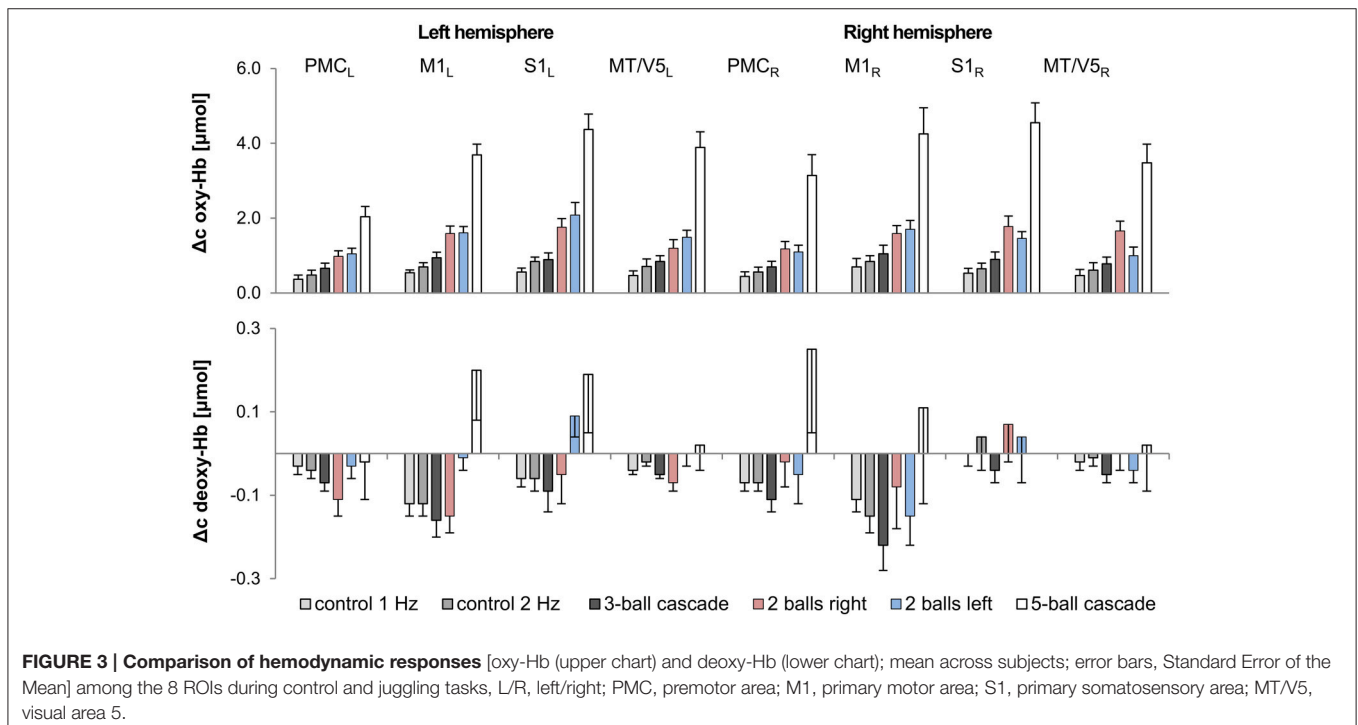 Left hemisphere Right hemisphere
PMCL M1L S1L MT/V5L PMCR M1R S1R MT/V5R
6.0
4.0
2.0
0.0
Δc oxy-Hb [µmol]
0.3
0.1
-0.1
-0.3
Δc deoxy-Hb [µmol]
control 1 Hz control 2 Hz 3-ball cascade 2 balls right 2 balls left 5-ball cascade
FIGURE 3 | Comparison of hemodynamic responses [oxy-Hb (upper chart) and deoxy-Hb (lower chart); mean across subjects; error bars, Standard Error of the
Mean] among the 8 ROIs during control and juggling tasks, L/R, left/right; PMC, premotor area; M1, primary motor area; S1, primary somatosensory area; MT/V5,
visual area 5.